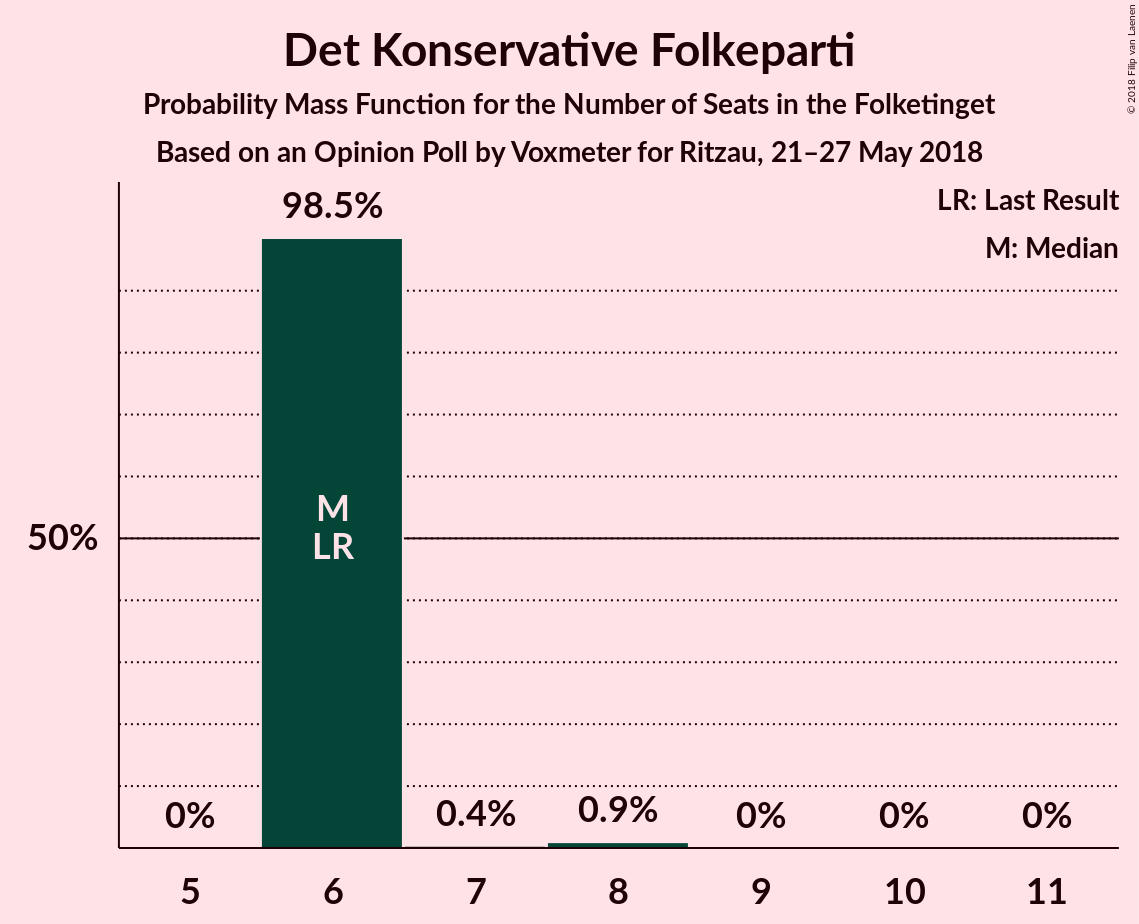 Det Konservative Folkeparti
Probability Mass Function for the Number of Seats in the Folketinget
Based on an Opinion Poll by Voxmeter for Ritzau, 21–27 May 2018
© 2018 Filip van Laenen
LR: Last Result
M: Median
98.5%
M
LR
50%
0%
0.4%
0.9%
0%
0%
0%
5
6
7
8
9
10
11